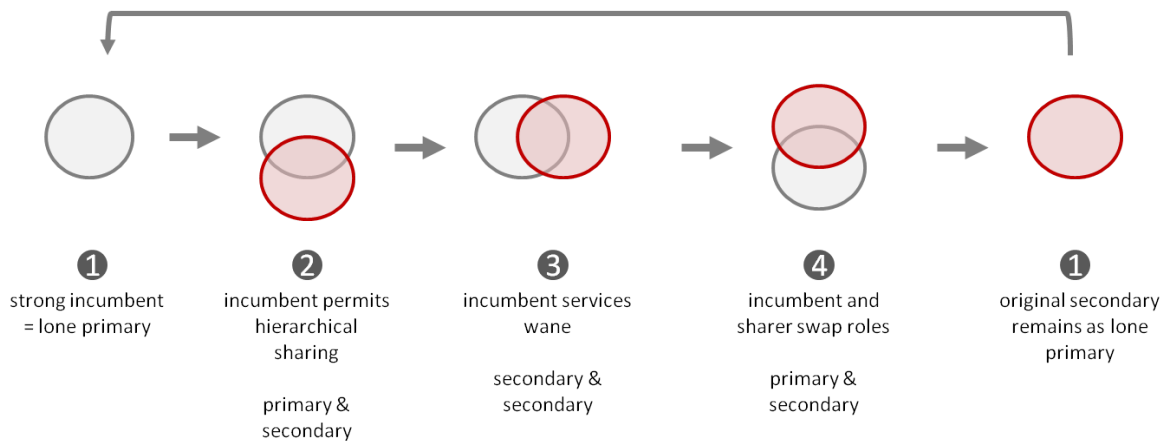 1
strong incumbent
= lone primary
2
incumbent permits
hierarchical
sharing
primary &
secondary
3
incumbent services
wane
secondary &
secondary
4
incumbent and
sharer swap roles
primary &
secondary
1
original secondary
remains as lone
primary